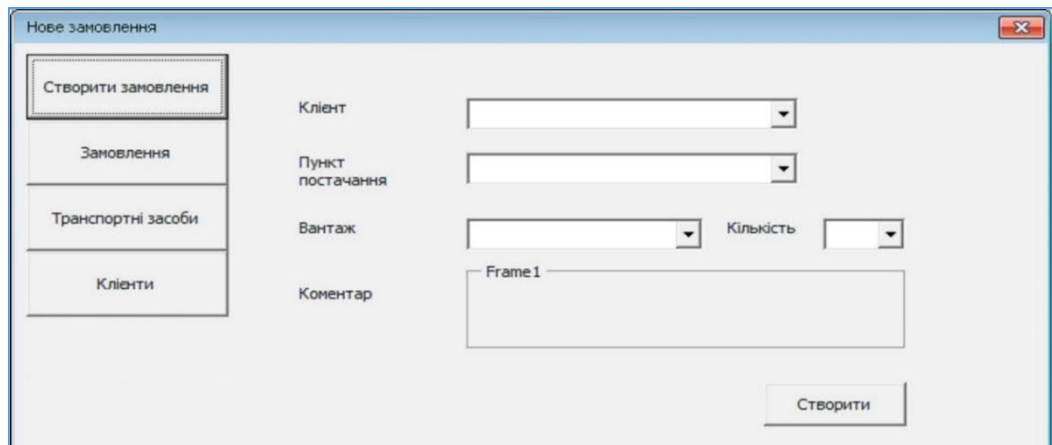 Нове замовлення
Створити замовлення
Замовлення
Транспортні засоби
Клієнти
Клієнт
Пункт
постачання
Вантаж
Кількість
Коментар
Frame1
Створити